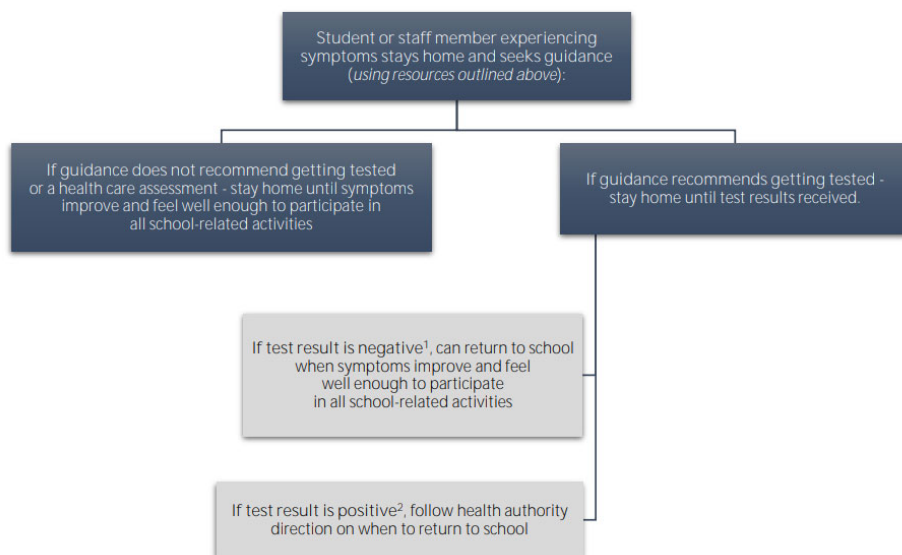 Student or staff member experiencing
symptoms stays home and seeks guidance
(using resources outlined above):
If guidance does not recommend getting tested
or a health care assessment - stay home until symptoms
improve and feel well enough to participate in
all school-related activities
If guidance recommends getting tested -
stay home until test results received.
If test result is negative¹, can return to school
when symptoms improve and feel
well enough to participate
in all school-related activities
If test result is positive², follow health authority
direction on when to return to school